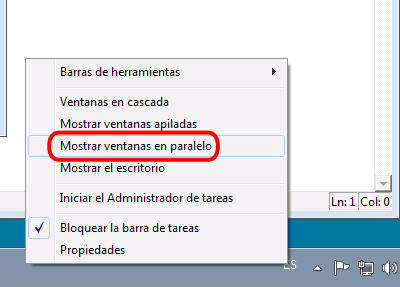 Barras de herramientas
Ventanas en cascada
Mostrar ventanas apiladas
Mostrar ventanas en paralelo
Mostrar el escritorio
Iniciar el Administrador de tareas
Bloquear la barra de tareas
Propiedades
Ln: 1 Col: 0
ES